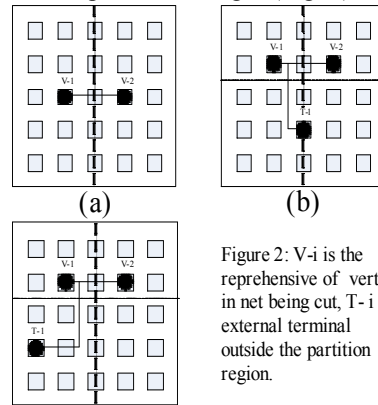 V-1 V-2
V-1 V-2
T-1
(a) (b)
V-1 V-2
T-1
Figure 2: V-i is the
reprehensive of vert
in net being cut, T- i
external terminal
outside the partition
region.